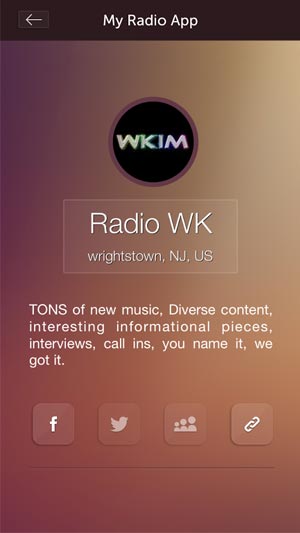 My Radio App
WKIM
Radio WK
wrightstown, NJ, US
TONS of new music, Diverse content,
interesting informational pieces,
interviews, call ins, you name it, we
got it.
f